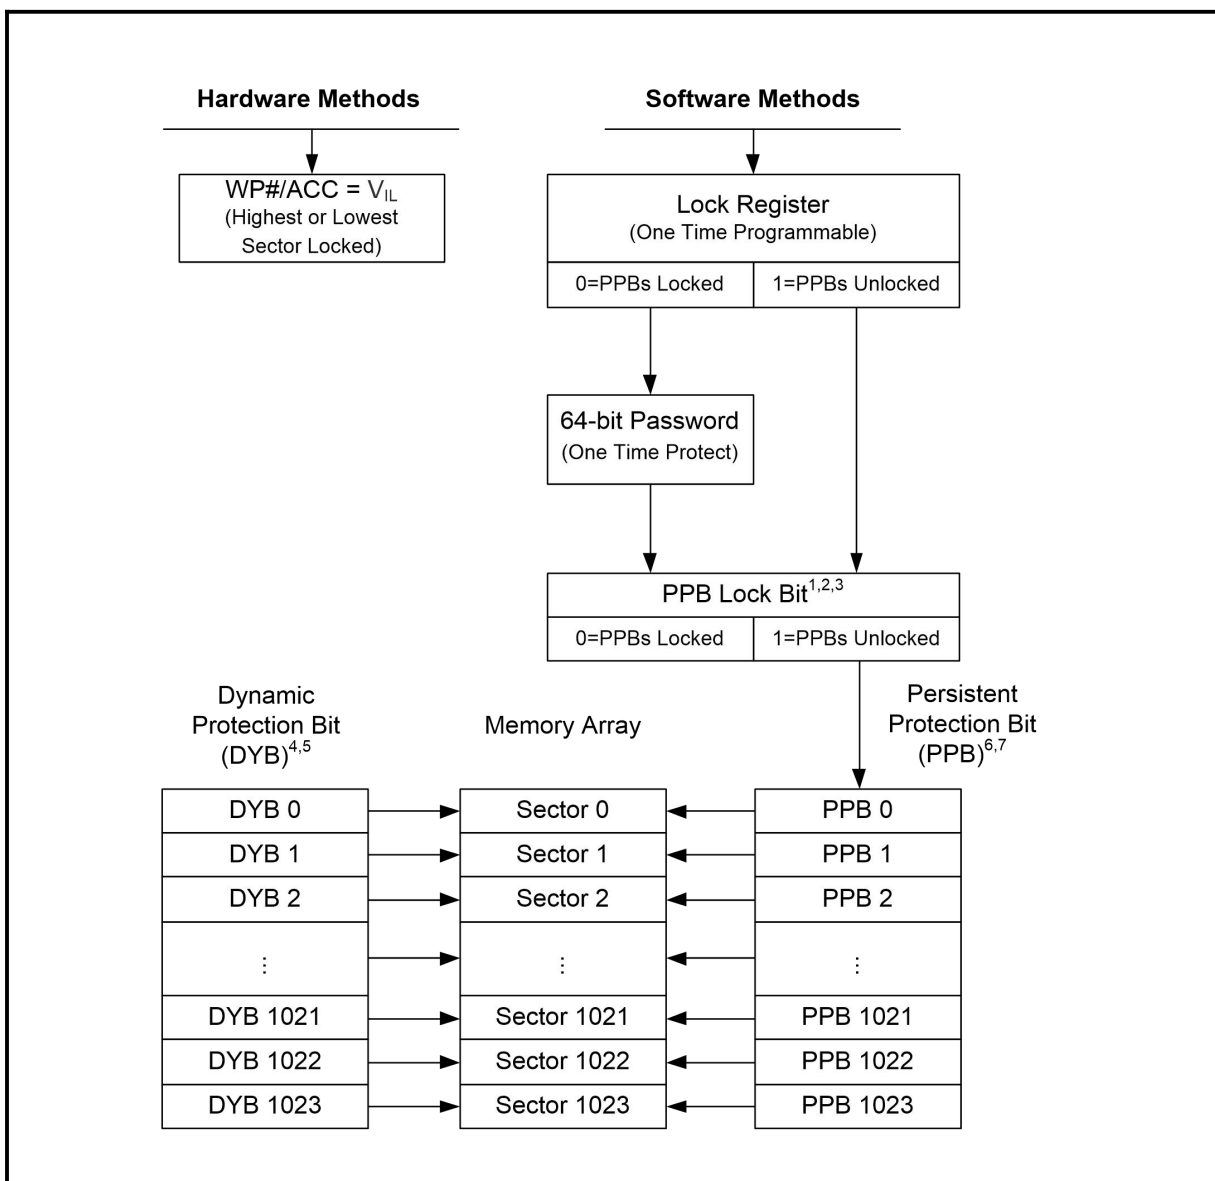 Hardware Methods
WP#/ACC = VIL
(Highest or Lowest
Sector Locked)
Software Methods
Lock Register
(One Time Programmable)
0=PPBs Locked
1=PPBs Unlocked
64-bit Password
(One Time Protect)
PPB Lock Bit1,2,3
0=PPBs Locked
1=PPBs Unlocked
Dynamic
Protection Bit
(DYB)4,5
Memory Array
Persistent
Protection Bit
(PPB)6,7
DYB 0
Sector 0
PPB 0
DYB 1
Sector 1
PPB 1
DYB 2
Sector 2
PPB 2
⋮
⋮
⋮
DYB 1021
Sector 1021
PPB 1021
DYB 1022
Sector 1022
PPB 1022
DYB 1023
Sector 1023
PPB 1023